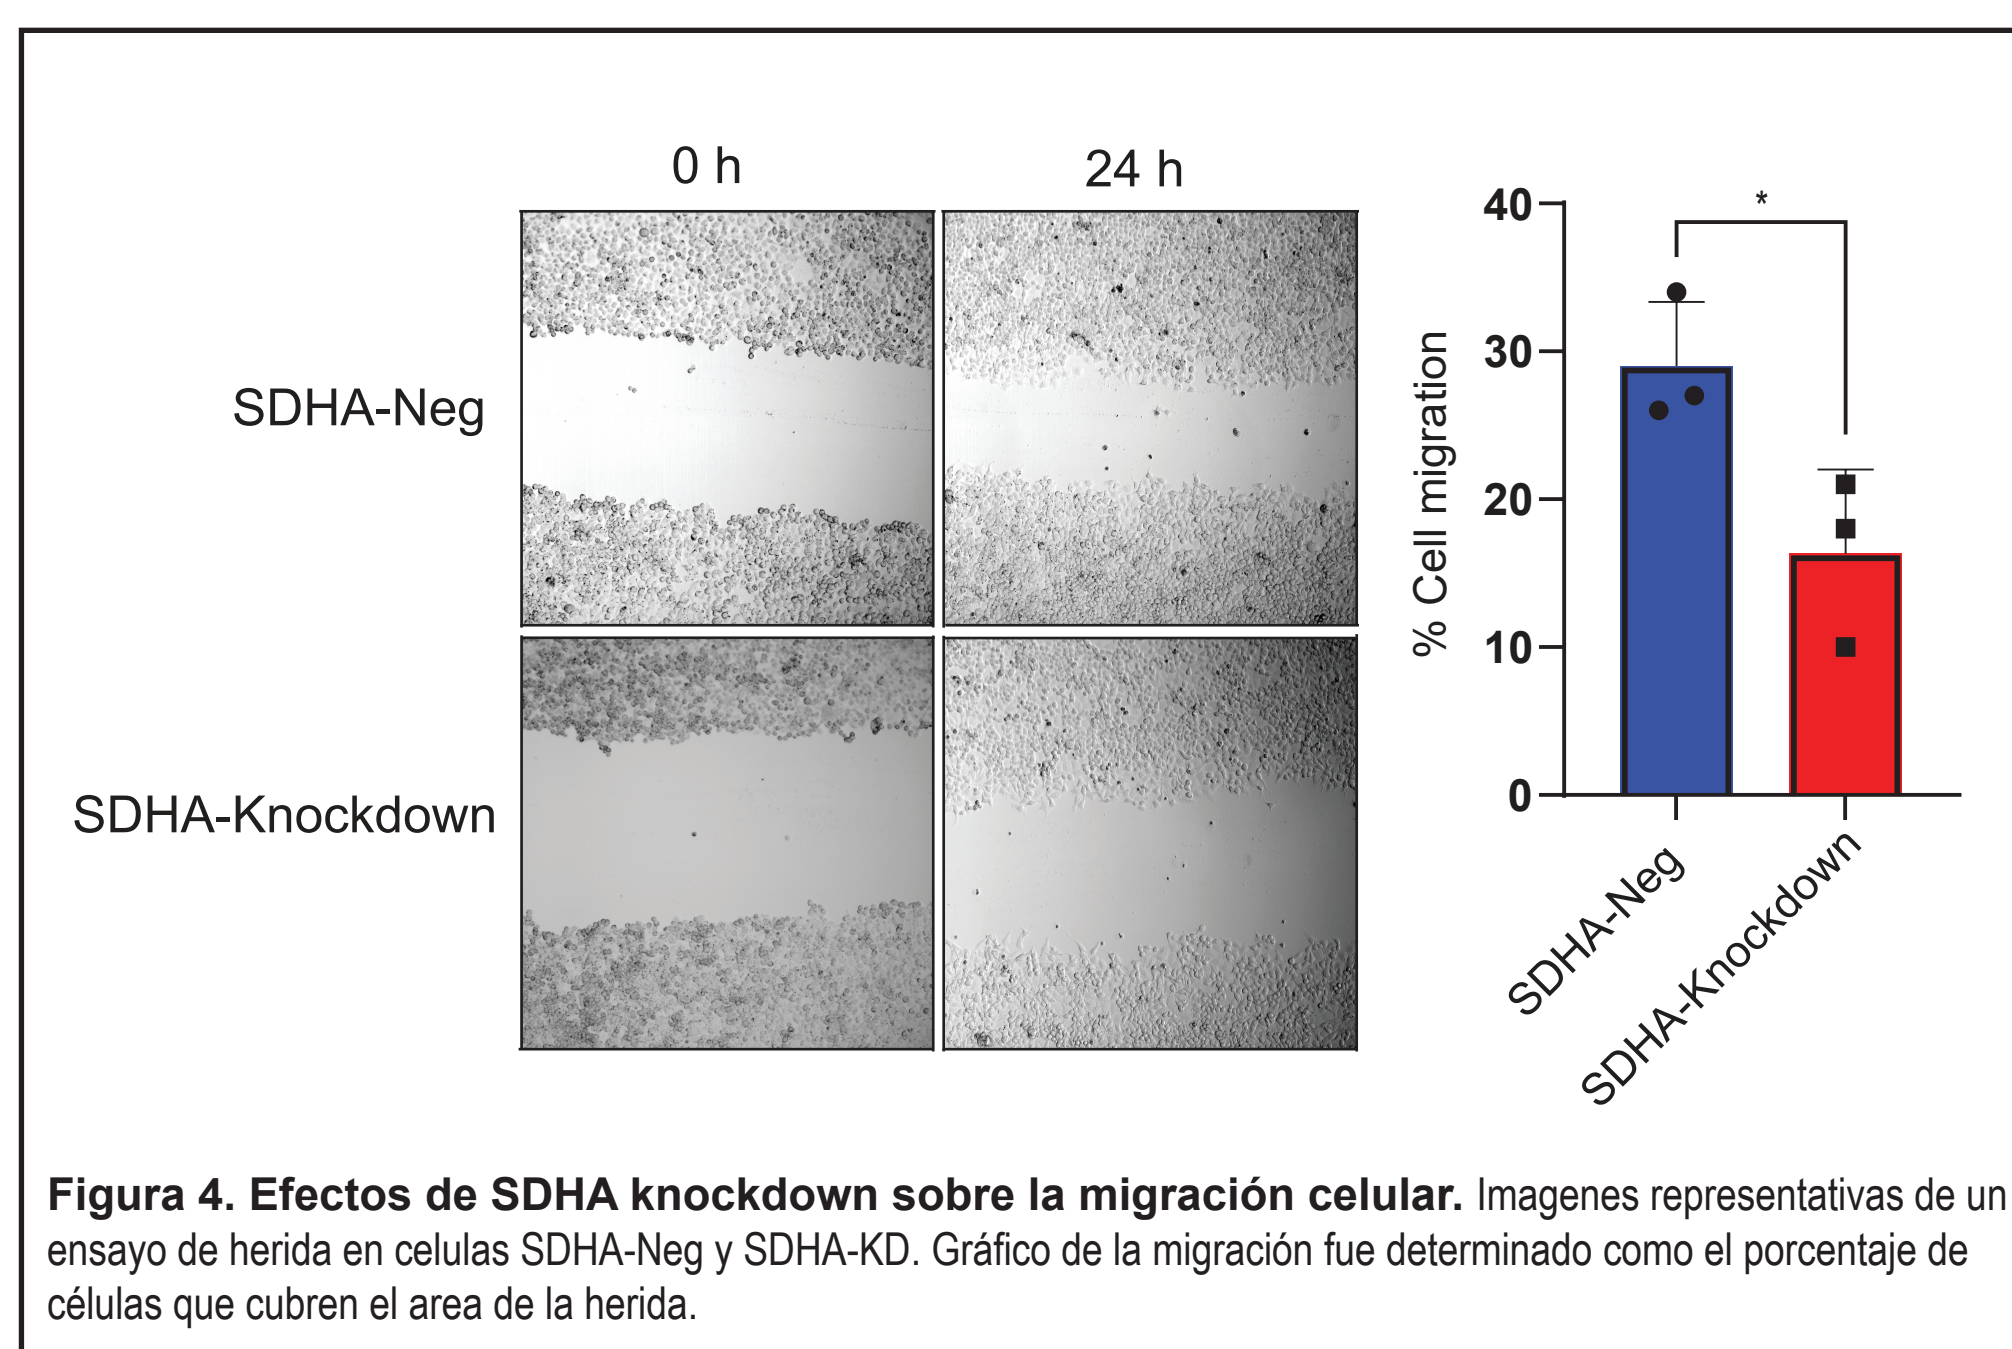 0 h
24 h
SDHA-Neg
SDHA-Knockdown
% Cell migration
40
30
20
10
0
*
SDHA-Neg
SDHA-Knockdown
Figura 4. Efectos de SDHA knockdown sobre la migración celular. Imagenes representativas de un
ensayo de herida en celulas SDHA-Neg y SDHA-KD. Gráfico de la migración fue determinado como el porcentaje de
células que cubren el area de la herida.